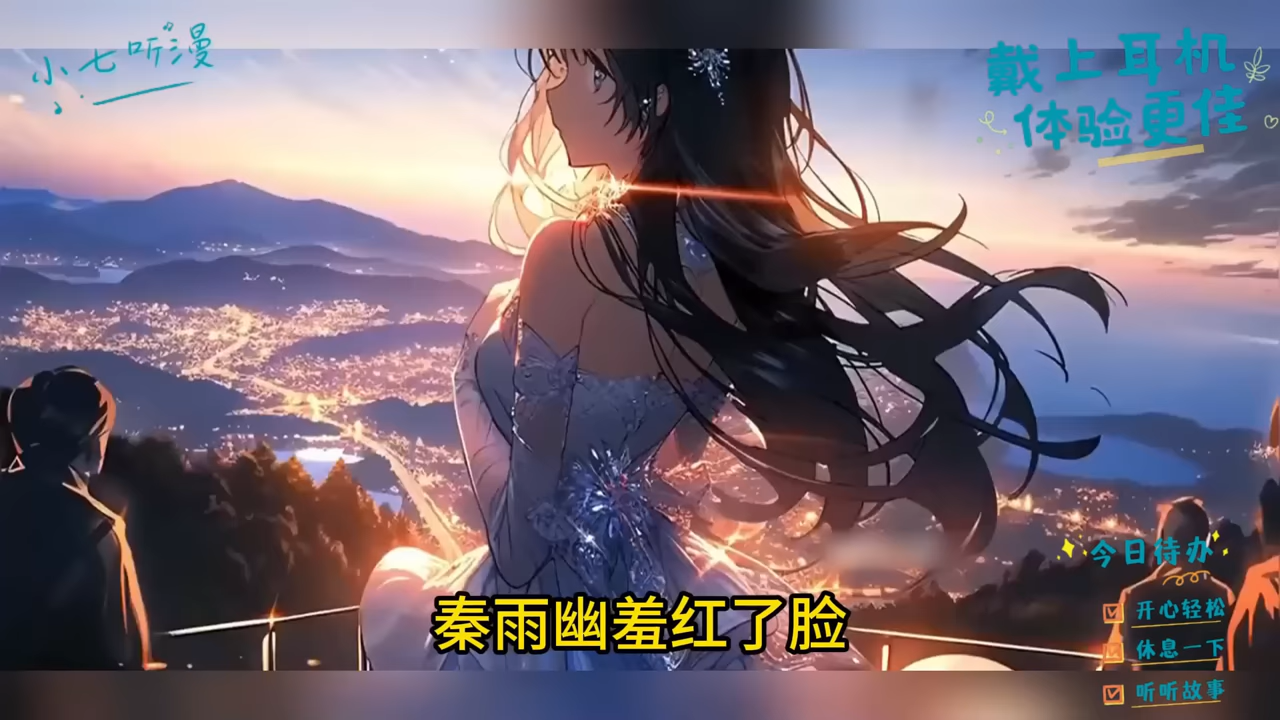 小七听漫
戴上耳机
体验更佳
今日待办
开心轻松
休息一下
听听故事
秦雨幽羞红了脸